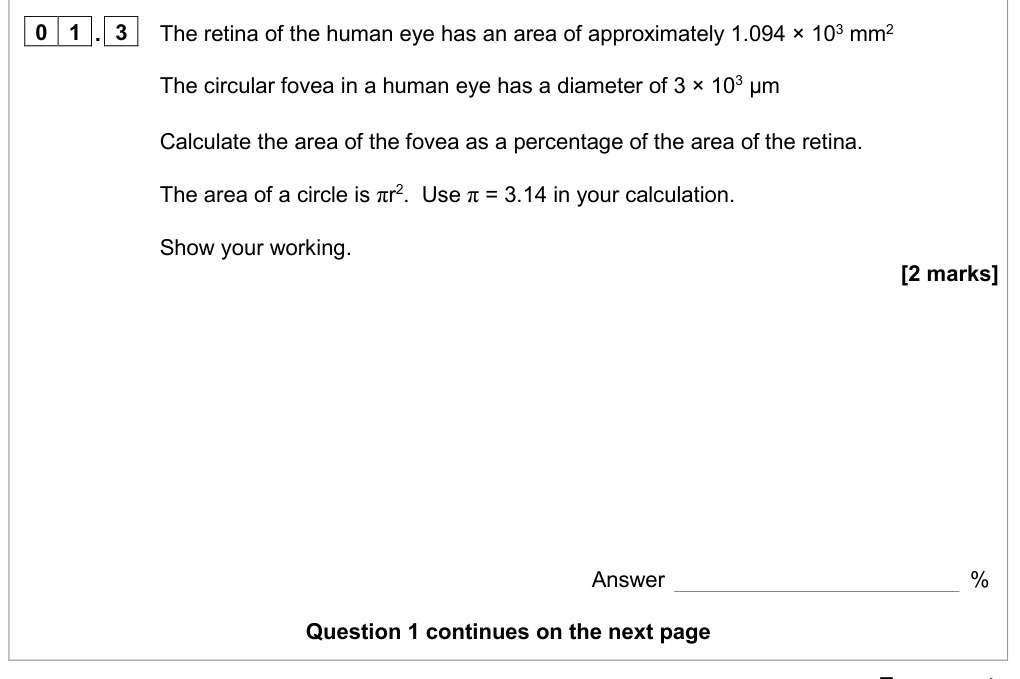 0 1 . 3 The retina of the human eye has an area of approximately 1.094 × 10³ mm²
The circular fovea in a human eye has a diameter of 3 × 10³ µm
Calculate the area of the fovea as a percentage of the area of the retina.
The area of a circle is πr². Use π = 3.14 in your calculation.
Show your working.
[2 marks]
Answer %
Question 1 continues on the next page